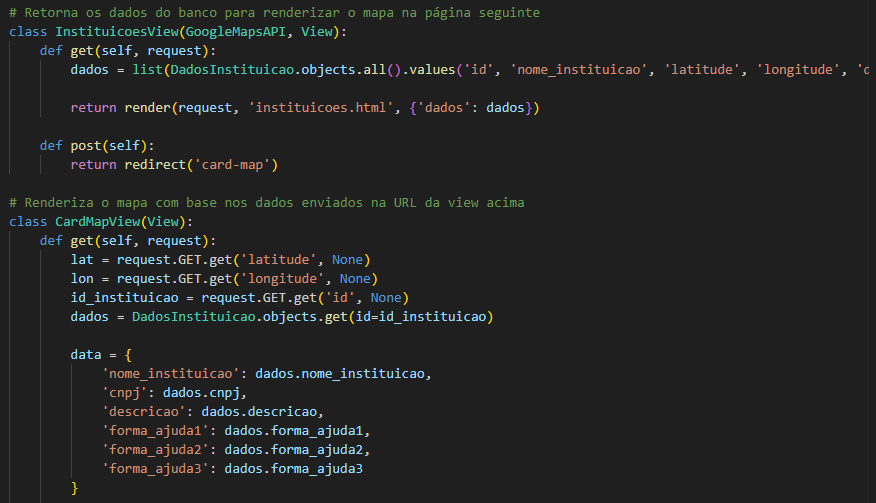 # Retorna os dados do banco para renderizar o mapa na página seguinte
class InstituicoesView(GoogleMapsAPI, View):
    def get(self, request):
        dados = list(DadosInstituicao.objects.all().values('id', 'nome_instituicao', 'latitude', 'longitude', 'd
        return render(request, 'instituicoes.html', {'dados': dados})
    def post(self):
        return redirect('card-map')
# Renderiza o mapa com base nos dados enviados na URL da view acima
class CardMapView(View):
    def get(self, request):
        lat = request.GET.get('latitude', None)
        lon = request.GET.get('longitude', None)
        id_instituicao = request.GET.get('id', None)
        dados = DadosInstituicao.objects.get(id=id_instituicao)
        data = {
            'nome_instituicao': dados.nome_instituicao,
            'cnpj': dados.cnpj,
            'descricao': dados.descricao,
            'forma_ajuda1': dados.forma_ajuda1,
            'forma_ajuda2': dados.forma_ajuda2,
            'forma_ajuda3': dados.forma_ajuda3
        }